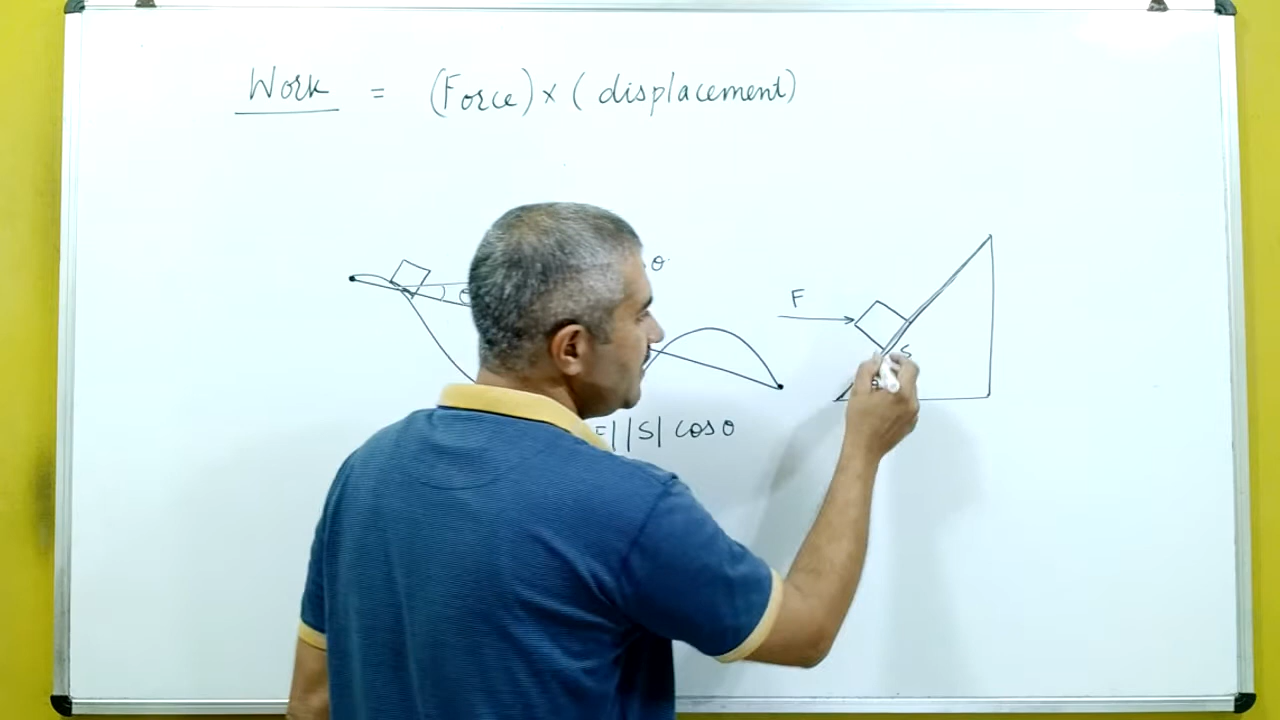 Work = (Force) × (displacement)
θ
F
S
F||S| cos θ